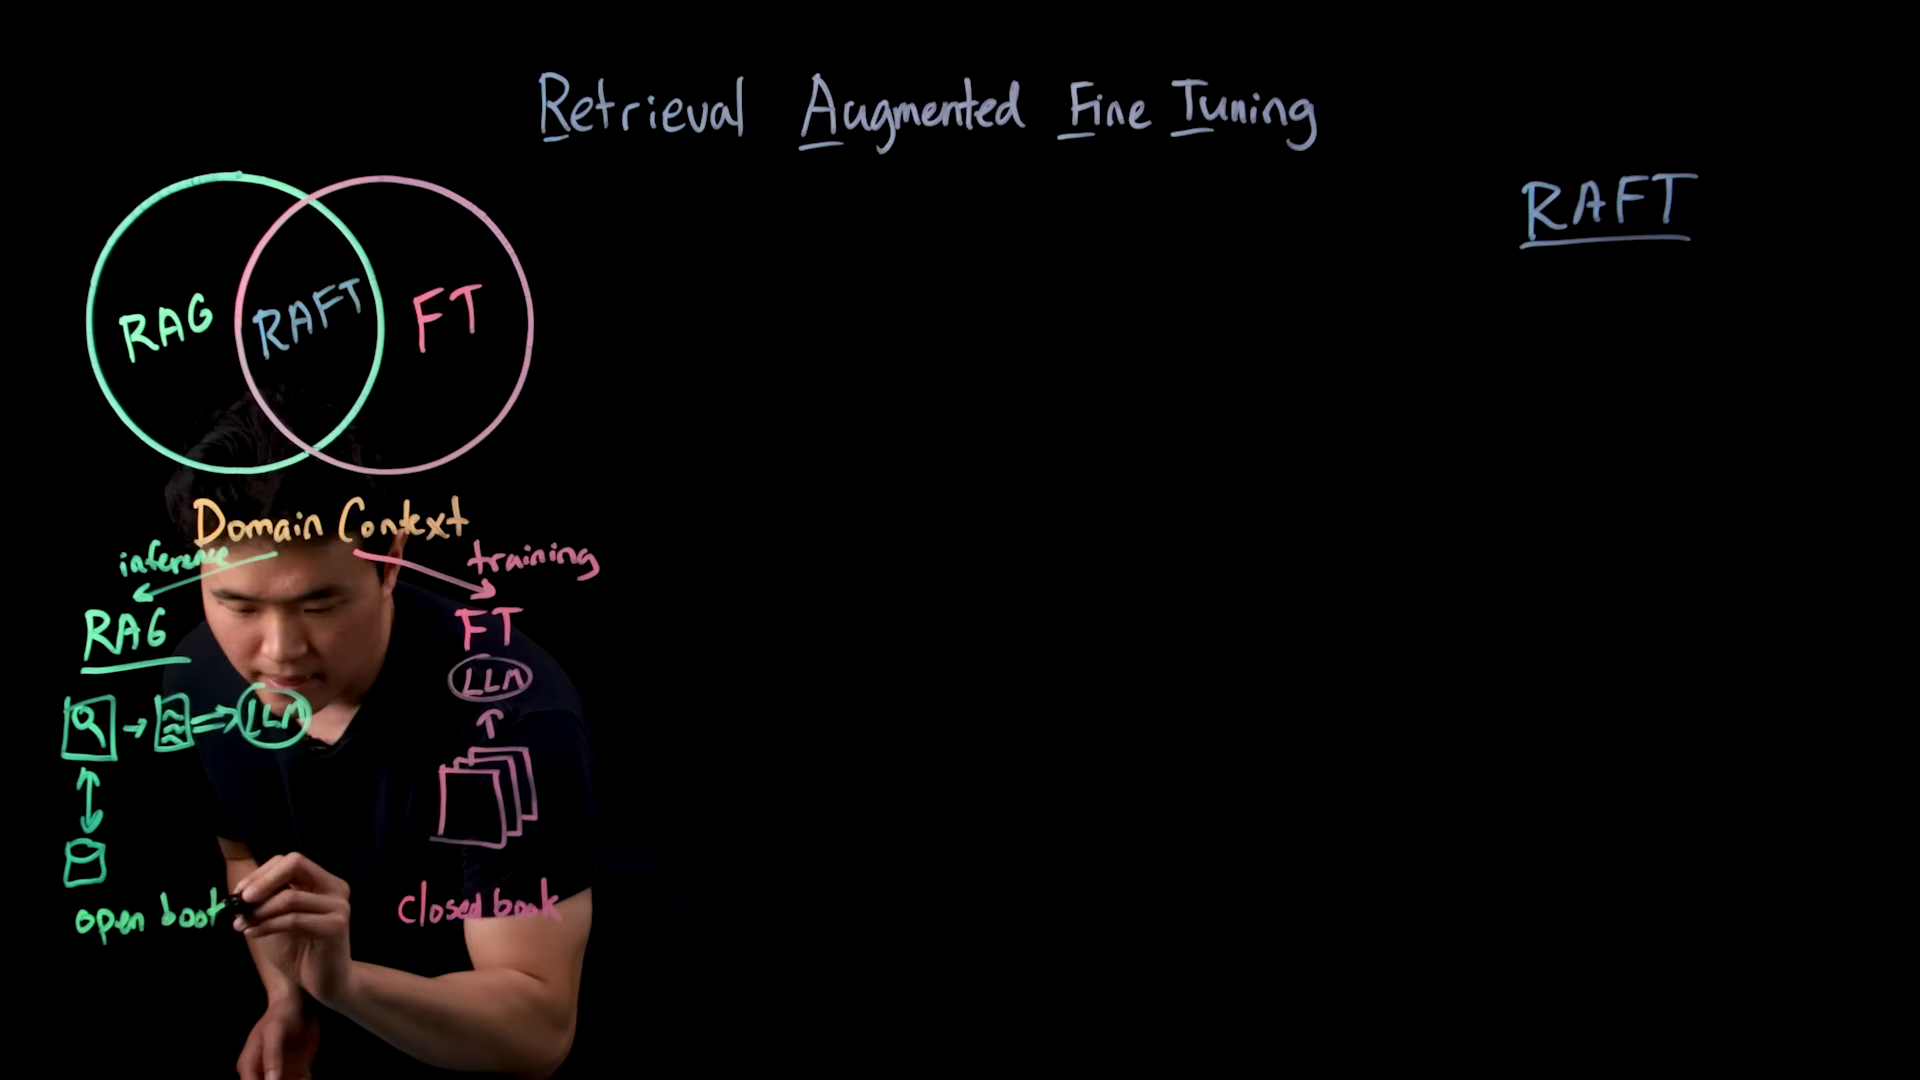 Retrieval Augmented Fine Tuning
RAFT
RAG RAFT FT
Domain Context
inference training
RAG FT
LLM
LLM
open book closed book